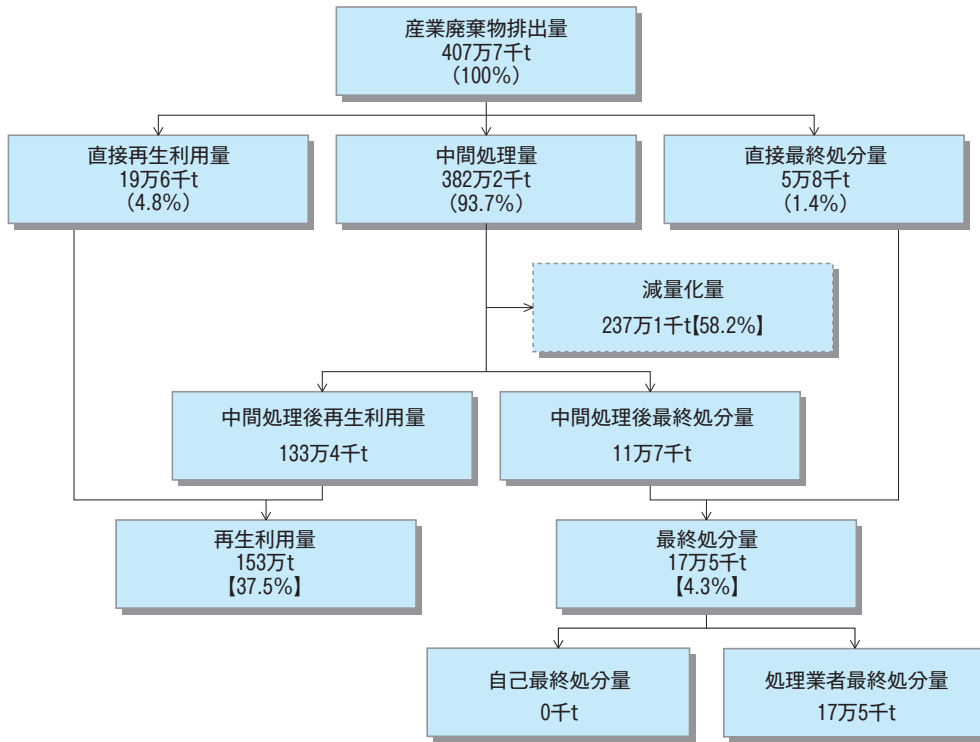 産業廃棄物排出量
407万7千t
（100%）
直接再生利用量
19万6千t
（4.8%）
中間処理量
382万2千t
（93.7%）
直接最終処分量
5万8千t
（1.4%）
減量化量
237万1千t【58.2%】
中間処理後再生利用量
133万4千t
中間処理後最終処分量
11万7千t
再生利用量
153万t
【37.5%】
最終処分量
17万5千t
【4.3%】
自己最終処分量
0千t
処理業者最終処分量
17万5千t